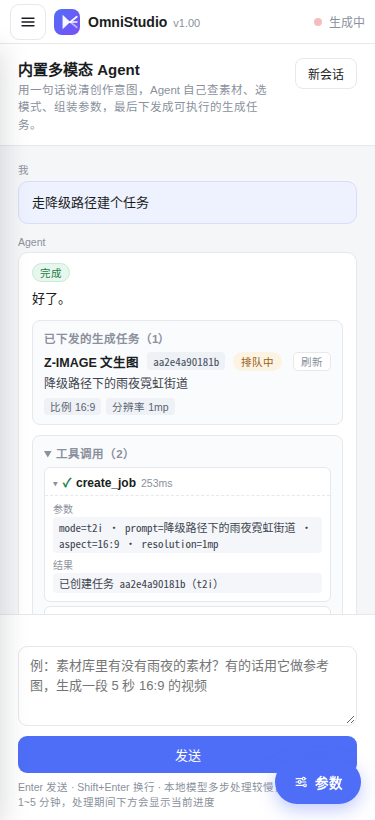 OmniStudio v1.00 生成中
内置多模态 Agent
新会话
用一句话说清创作意图，Agent 自己查素材、选
模式、组装参数，最后下发成可执行的生成任
务。
我
走降级路径建个任务
Agent
完成
好了。
已下发的生成任务（1）
Z-IMAGE 文生图 aa2e4a90181b 排队中 刷新
降级路径下的雨夜霓虹街道
比例 16:9 分辨率 1mp
▼ 工具调用（2）
▾ ✓ create_job 253ms
参数
mode=t2i · prompt=降级路径下的雨夜霓虹街道 ·
aspect=16:9 · resolution=1mp
结果
已创建任务 aa2e4a90181b（t2i）
例：素材库里有没有雨夜的素材？有的话用它做参考
图，生成一段 5 秒 16:9 的视频
发送
Enter 发送 · Shift+Enter 换行 · 本地模型多步处理较慢
1~5 分钟，处理期间下方会显示当前进度
参数